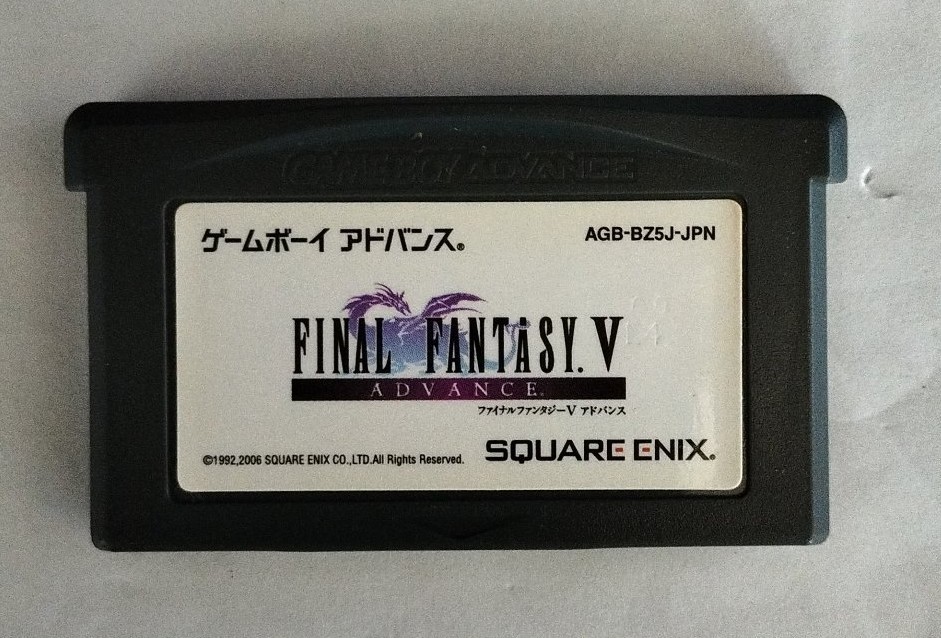 GAME BOY ADVANCE
ゲームボーイ アドバンス®
AGB-BZ5J-JPN
FINAL FANTASY. V
ADVANCE®
ファイナルファンタジーV アドバンス
©1992,2006 SQUARE ENIX CO.,LTD.All Rights Reserved.
SQUARE ENIX®